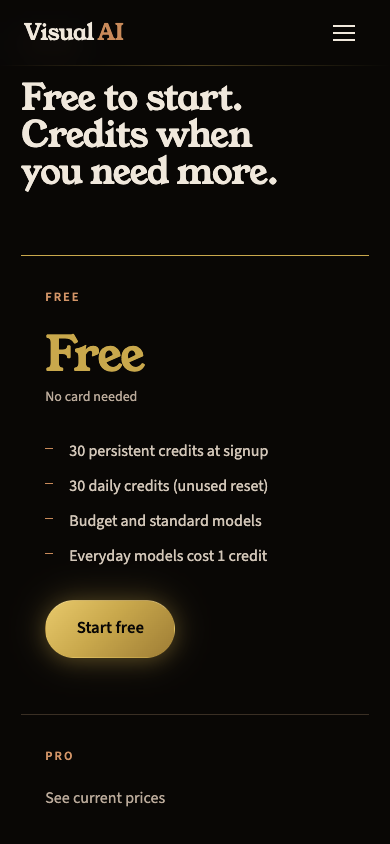 Visual AI
Free to start.
Credits when
you need more.
FREE
Free
No card needed
30 persistent credits at signup
30 daily credits (unused reset)
Budget and standard models
Everyday models cost 1 credit
Start free
PRO
See current prices